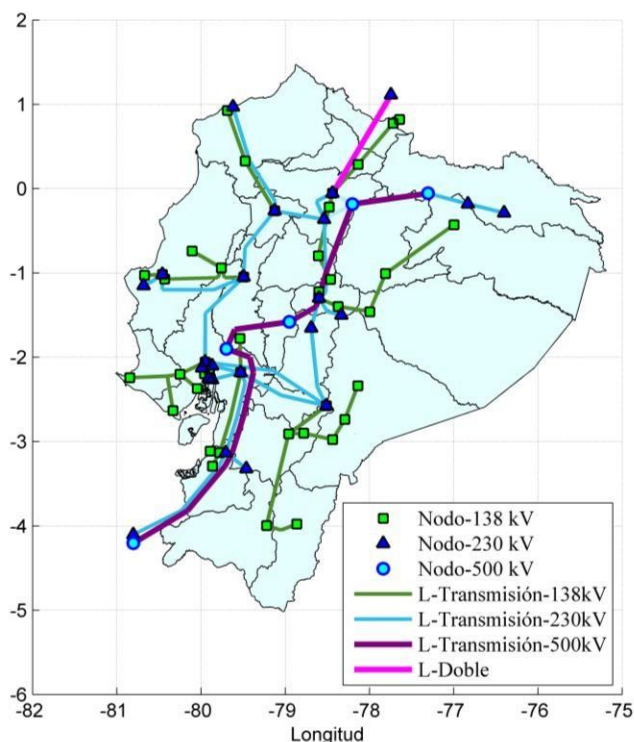 2
1
0
-1
-2
-3
-4
-5
-6
-82 -81 -80 -79 -78 -77 -76 -75
Longitud
Nodo-138 kV
Nodo-230 kV
Nodo-500 kV
L-Transmisión-138kV
L-Transmisión-230kV
L-Transmisión-500kV
L-Doble